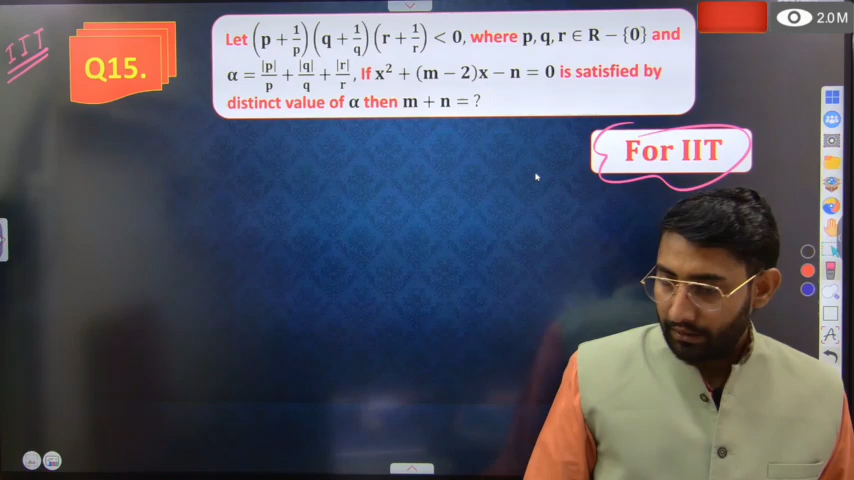 III
Q15.
Let (p + 1/p)(q + 1/q)(r + 1/r) < 0, where p, q, r ∈ R − {0} and
α = |p|/p + |q|/q + |r|/r, If x² + (m − 2)x − n = 0 is satisfied by
distinct value of α then m + n = ?
2.0M
For IIT